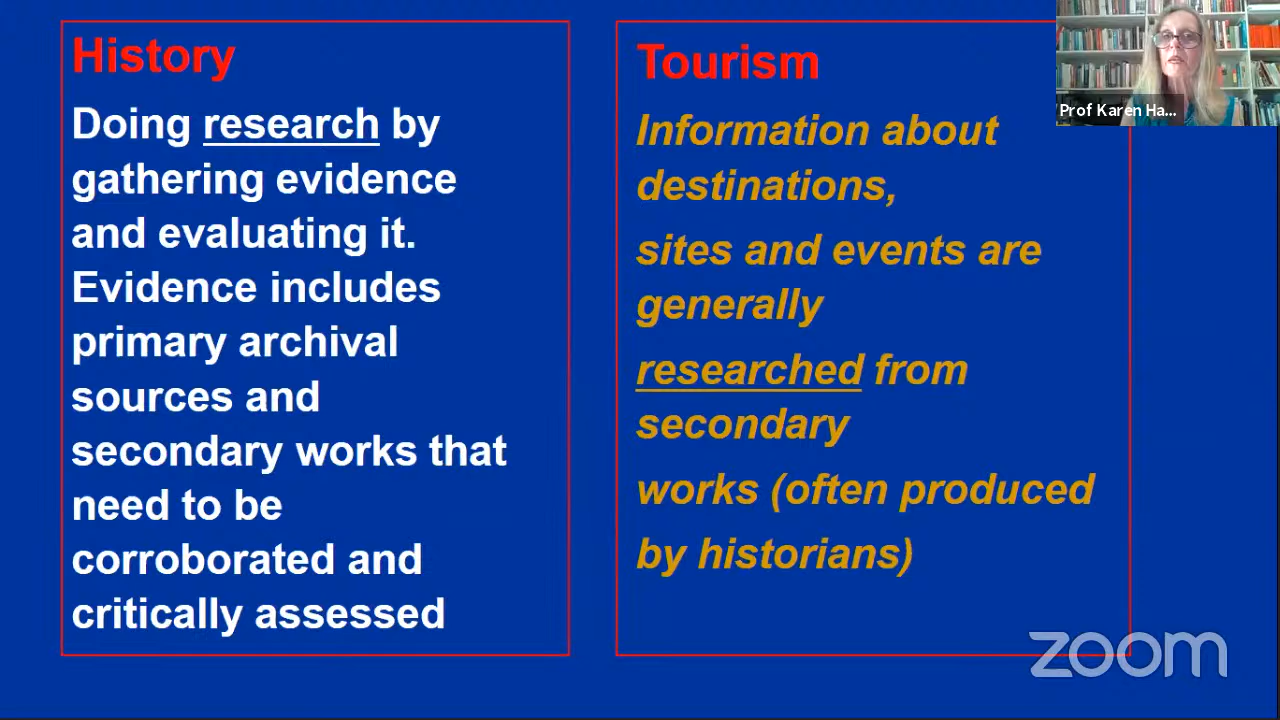 History
Doing research by
gathering evidence
and evaluating it.
Evidence includes
primary archival
sources and
secondary works that
need to be
corroborated and
critically assessed
Tourism
Information about
destinations,
sites and events are
generally
researched from
secondary
works (often produced
by historians)
Prof Karen Ha...
zoom